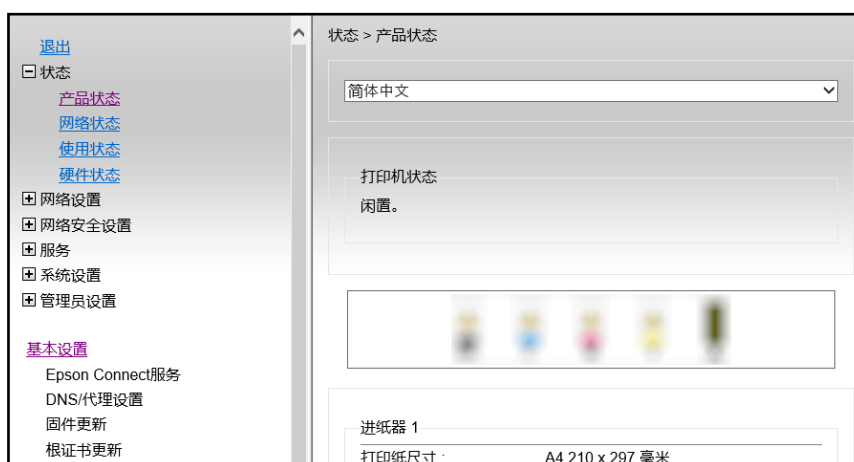 退出
状态
产品状态
网络状态
使用状态
硬件状态
网络设置
网络安全设置
服务
系统设置
管理员设置
基本设置
Epson Connect服务
DNS/代理设置
固件更新
根证书更新
状态 > 产品状态
简体中文
打印机状态
闲置。
进纸器 1
打印纸尺寸 : A4 210 x 297 毫米